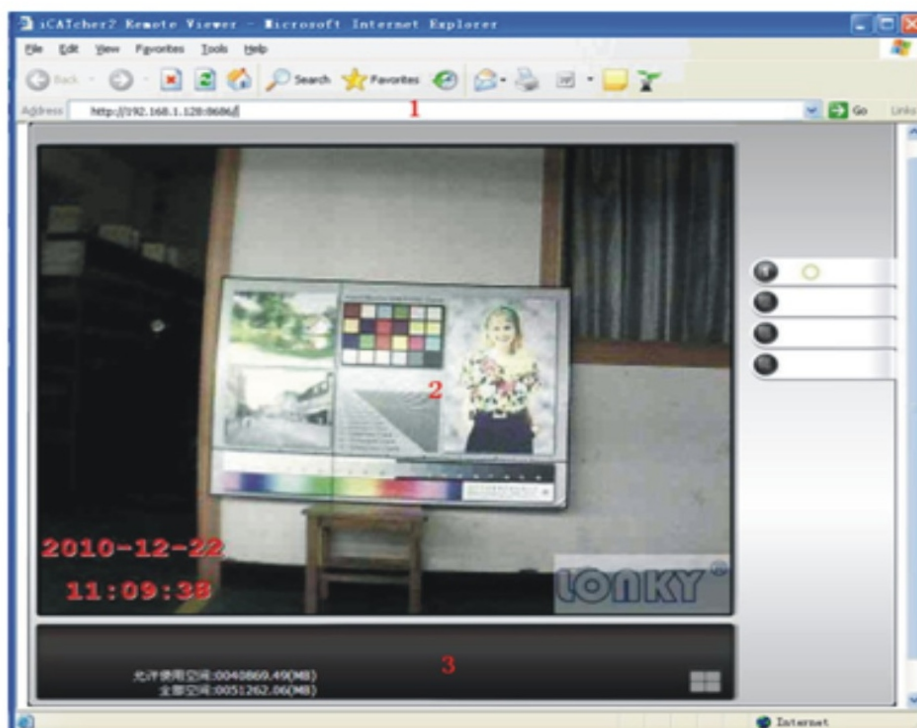 iCATcher2 Remote Viewer - Microsoft Internet Explorer
File Edit View Favorites Tools Help
Back Search Favorites
Address http://192.168.1.128:8686/ 1 Go Links
1
2
2010-12-22
11:09:38
LONKY®
3
允许使用空间:0040869.49(MB)
全部空间:0051262.06(MB)
Internet